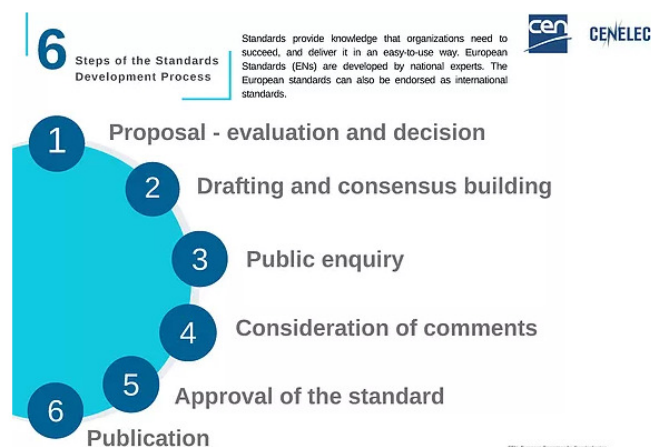 6
Steps of the Standards
Development Process
Standards provide knowledge that organizations need to
succeed, and deliver it in an easy-to-use way. European
Standards (ENs) are developed by national experts. The
European standards can also be endorsed as international
standards.
cen
CENELEC
1 Proposal - evaluation and decision
2 Drafting and consensus building
3 Public enquiry
4 Consideration of comments
5 Approval of the standard
6 Publication